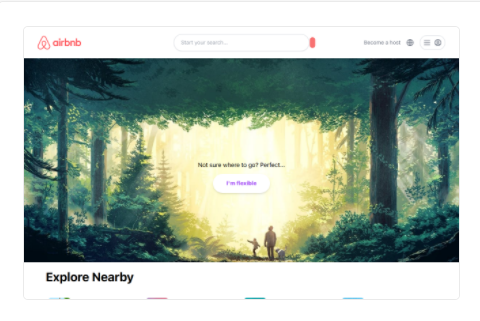 airbnb
Start your search...
Become a host
Not sure where to go? Perfect...
I'm flexible
Explore Nearby